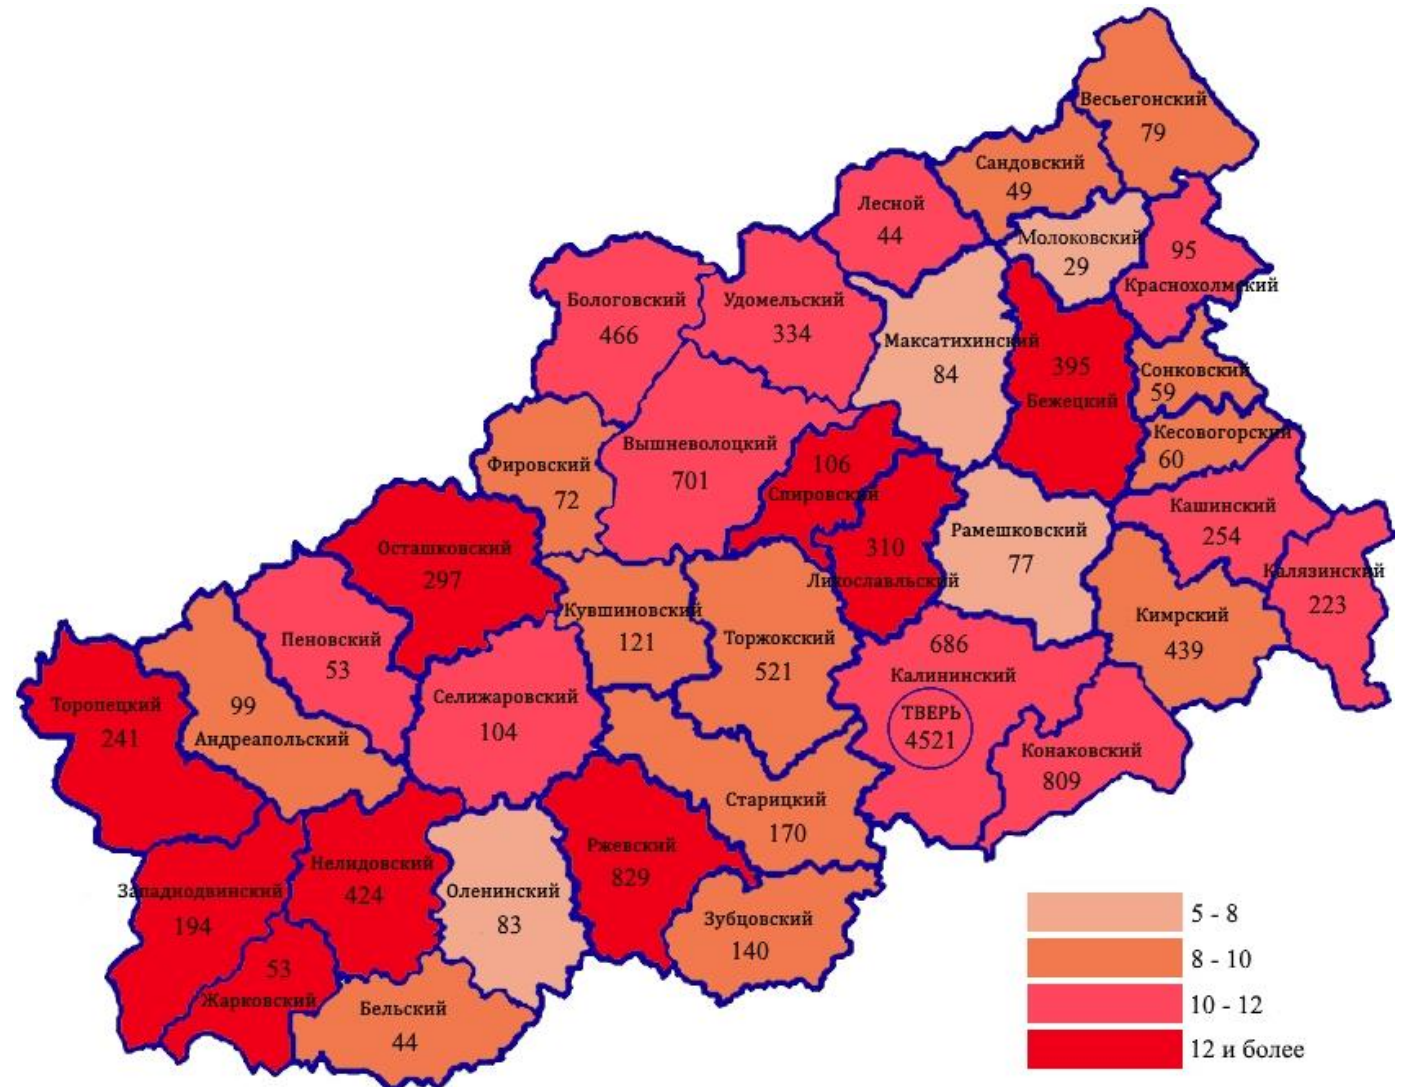 Весьегонский
79
Сандовский
49
Лесной
44
Молоковский
29
95
Краснохолмский
Бологовский
466
Удомельский
334
Максатихинский
84
395
Бежецкий
Сонковский
59
Кесовогорский
60
Фировский
72
Вышневолоцкий
701
106
Спировский
310
Лихославльский
Рамешковский
77
Кашинский
254
Калязинский
223
Осташковский
297
Кувшиновский
121
Торжокский
521
Кимрский
439
Пеновский
53
686
Калининский
ТВЕРЬ
4521
Торопецкий
241
99
Андреапольский
Селижаровский
104
Конаковский
809
Старицкий
170
Ржевский
829
Нелидовский
424
Западнодвинский
194
Оленинский
83
Зубцовский
140
53
Жарковский
Бельский
44
5 - 8
8 - 10
10 - 12
12 и более